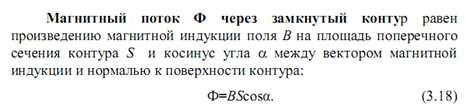 Магнитный поток Ф через замкнутый контур равен
произведению магнитной индукции поля B на площадь поперечного
сечения контура S и косинус угла α между вектором магнитной
индукции и нормалью к поверхности контура:
Ф=BScosα. (3.18)